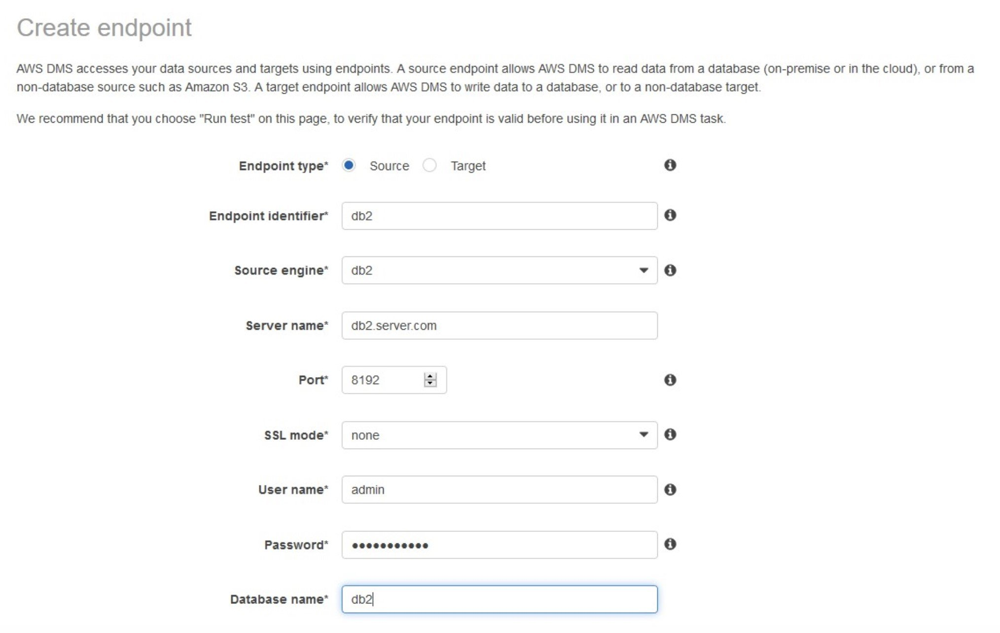 Create endpoint
AWS DMS accesses your data sources and targets using endpoints. A source endpoint allows AWS DMS to read data from a database (on-premise or in the cloud), or from a
non-database source such as Amazon S3. A target endpoint allows AWS DMS to write data to a database, or to a non-database target.
We recommend that you choose "Run test" on this page, to verify that your endpoint is valid before using it in an AWS DMS task.
Endpoint type* Source Target
Endpoint identifier* db2
Source engine* db2
Server name* db2.server.com
Port* 8192
SSL mode* none
User name* admin
Password* •••••••••••
Database name* db2